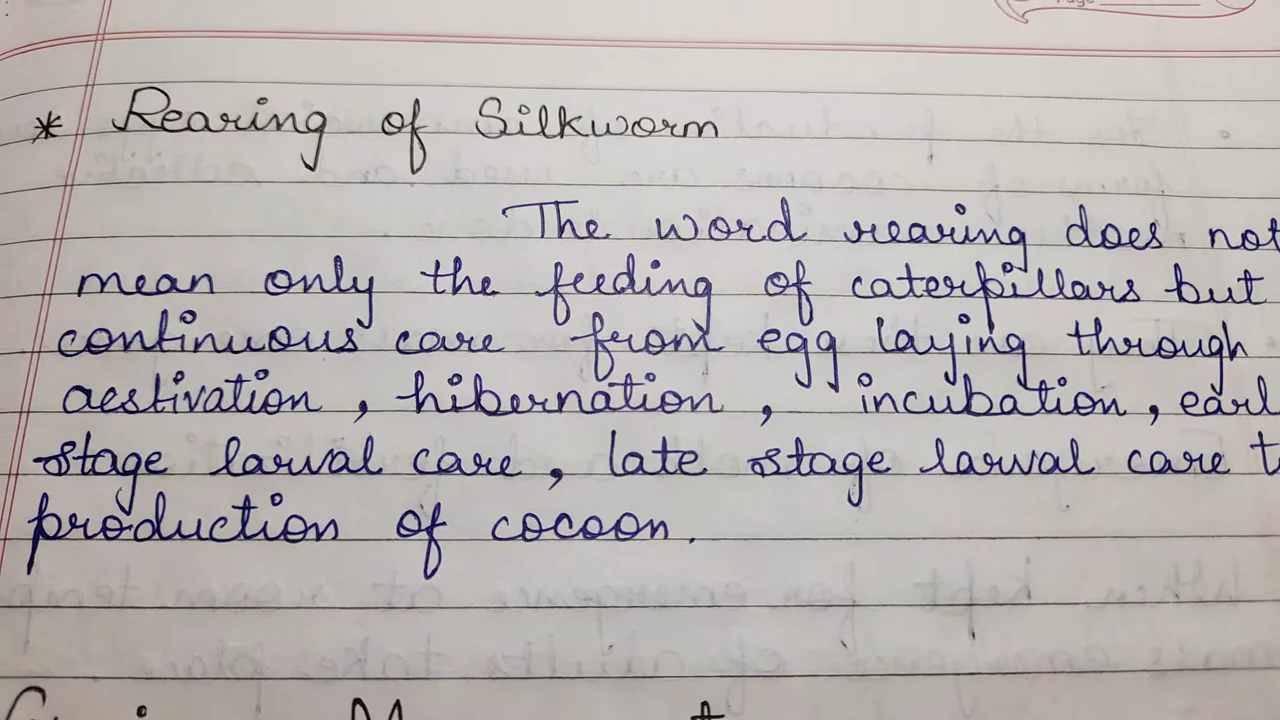 * Rearing of Silkworm
The word rearing does not
mean only the feeding of caterpillars but
continuous care from egg laying through
aestivation, hibernation, incubation, earl
stage larval care, late stage larval care t
production of cocoon.